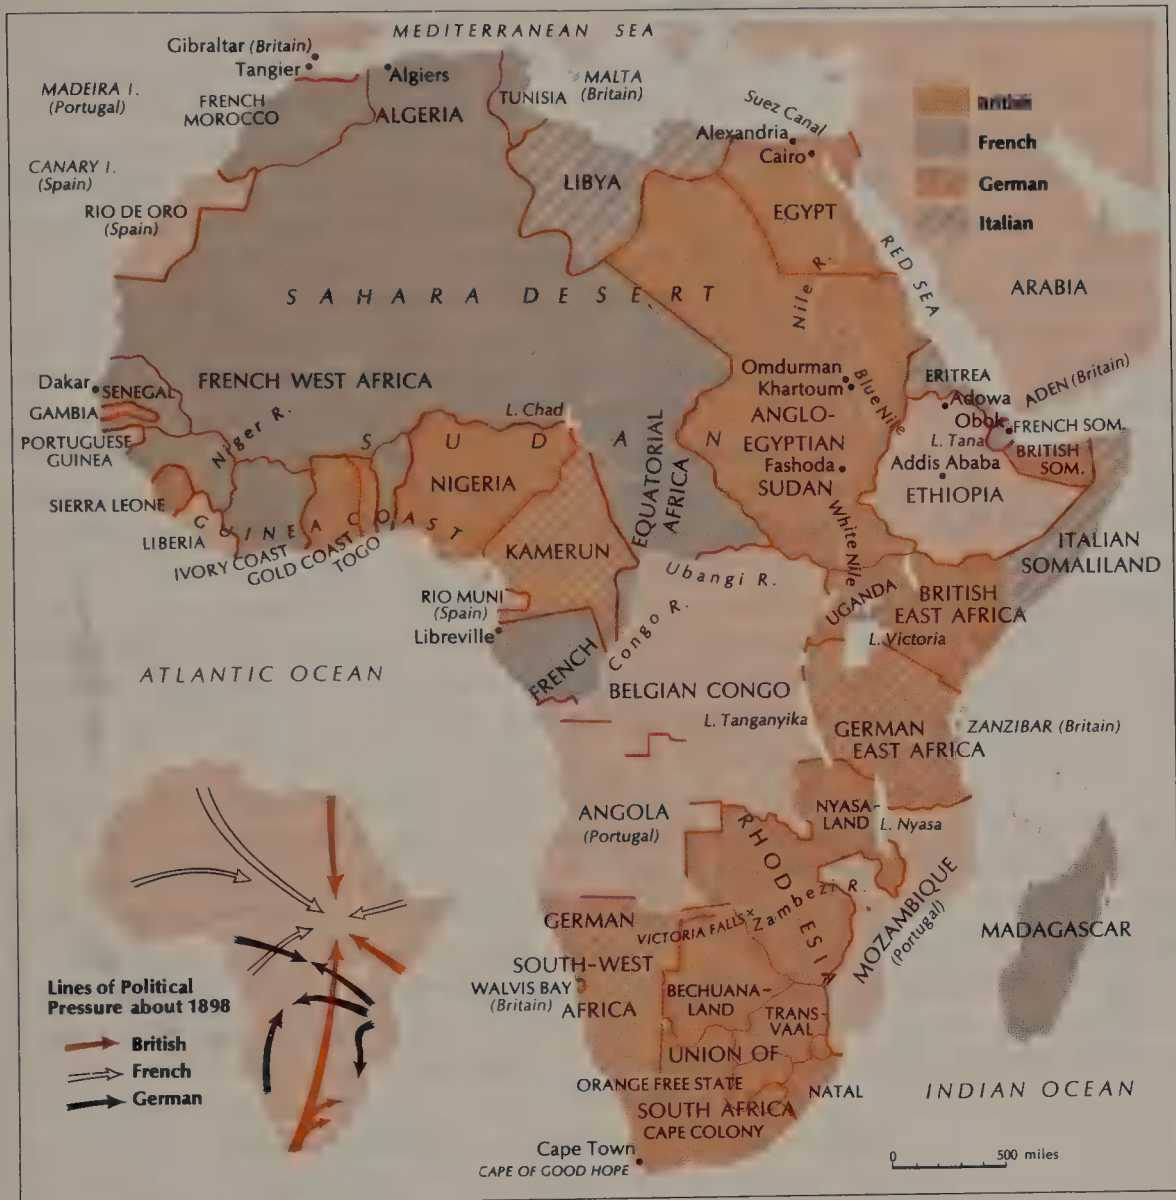 MEDITERRANEAN SEA
Gibraltar (Britain)
Tangier
Algiers
MADEIRA I.
(Portugal)
FRENCH
MOROCCO
ALGERIA
TUNISIA
MALTA
(Britain)
Suez Canal
Alexandria
Cairo
French
German
Italian
CANARY I.
(Spain)
RIO DE ORO
(Spain)
LIBYA
EGYPT
Nile R.
RED SEA
ARABIA
SAHARA DESERT
Dakar
SENEGAL
FRENCH WEST AFRICA
GAMBIA
PORTUGUESE
GUINEA
Niger R.
SUDAN
L. Chad
Omdurman
Khartoum
Blue Nile
ERITREA
Adowa
ADEN (Britain)
Obok
FRENCH SOM.
L. Tana
BRITISH
SOM.
ANGLO-
EGYPTIAN
Fashoda
SUDAN
Addis Ababa
ETHIOPIA
SIERRA LEONE
LIBERIA
GUINEA COAST
IVORY COAST
GOLD COAST
TOGO
NIGERIA
KAMERUN
EQUATORIAL
AFRICA
White Nile
ITALIAN
SOMALILAND
Ubangi R.
UGANDA
BRITISH
EAST AFRICA
L. Victoria
RIO MUNI
(Spain)
Libreville
Congo R.
FRENCH
ATLANTIC OCEAN
BELGIAN CONGO
L. Tanganyika
GERMAN
EAST AFRICA
ZANZIBAR (Britain)
ANGOLA
(Portugal)
NYASA-
LAND
L. Nyasa
RHODESIA
Zambezi R.
VICTORIA FALLS
MOZAMBIQUE
(Portugal)
MADAGASCAR
GERMAN
SOUTH-WEST
AFRICA
WALVIS BAY
(Britain)
BECHUANA-
LAND
TRANS-
VAAL
UNION OF
ORANGE FREE STATE
NATAL
SOUTH AFRICA
CAPE COLONY
Cape Town
CAPE OF GOOD HOPE
INDIAN OCEAN
0 500 miles
Lines of Political
Pressure about 1898
British
French
German